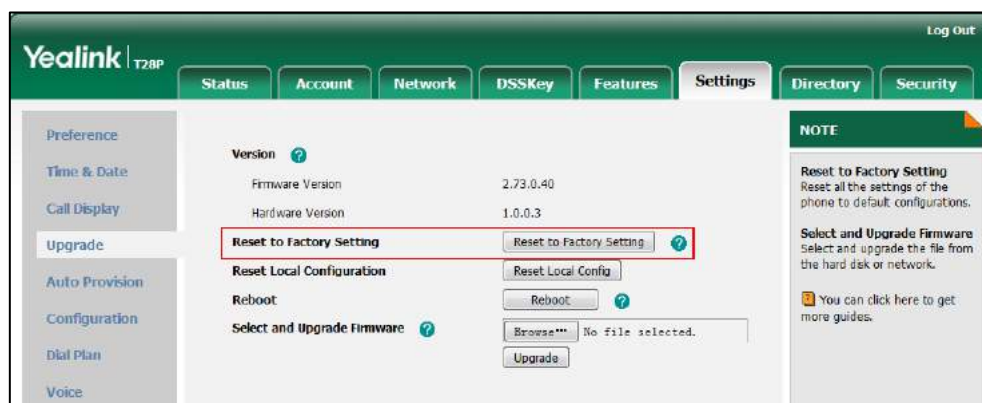 Log Out
Yealink T28P
Status Account Network DSSKey Features Settings Directory Security
Preference
Time & Date
Call Display
Upgrade
Auto Provision
Configuration
Dial Plan
Voice
Version ?
Firmware Version 2.73.0.40
Hardware Version 1.0.0.3
Reset to Factory Setting Reset to Factory Setting ?
Reset Local Configuration Reset Local Config
Reboot Reboot ?
Select and Upgrade Firmware ? Browse... No file selected.
Upgrade
NOTE
Reset to Factory Setting
Reset all the settings of the
phone to default configurations.
Select and Upgrade Firmware
Select and upgrade the file from
the hard disk or network.
? You can click here to get
more guides.